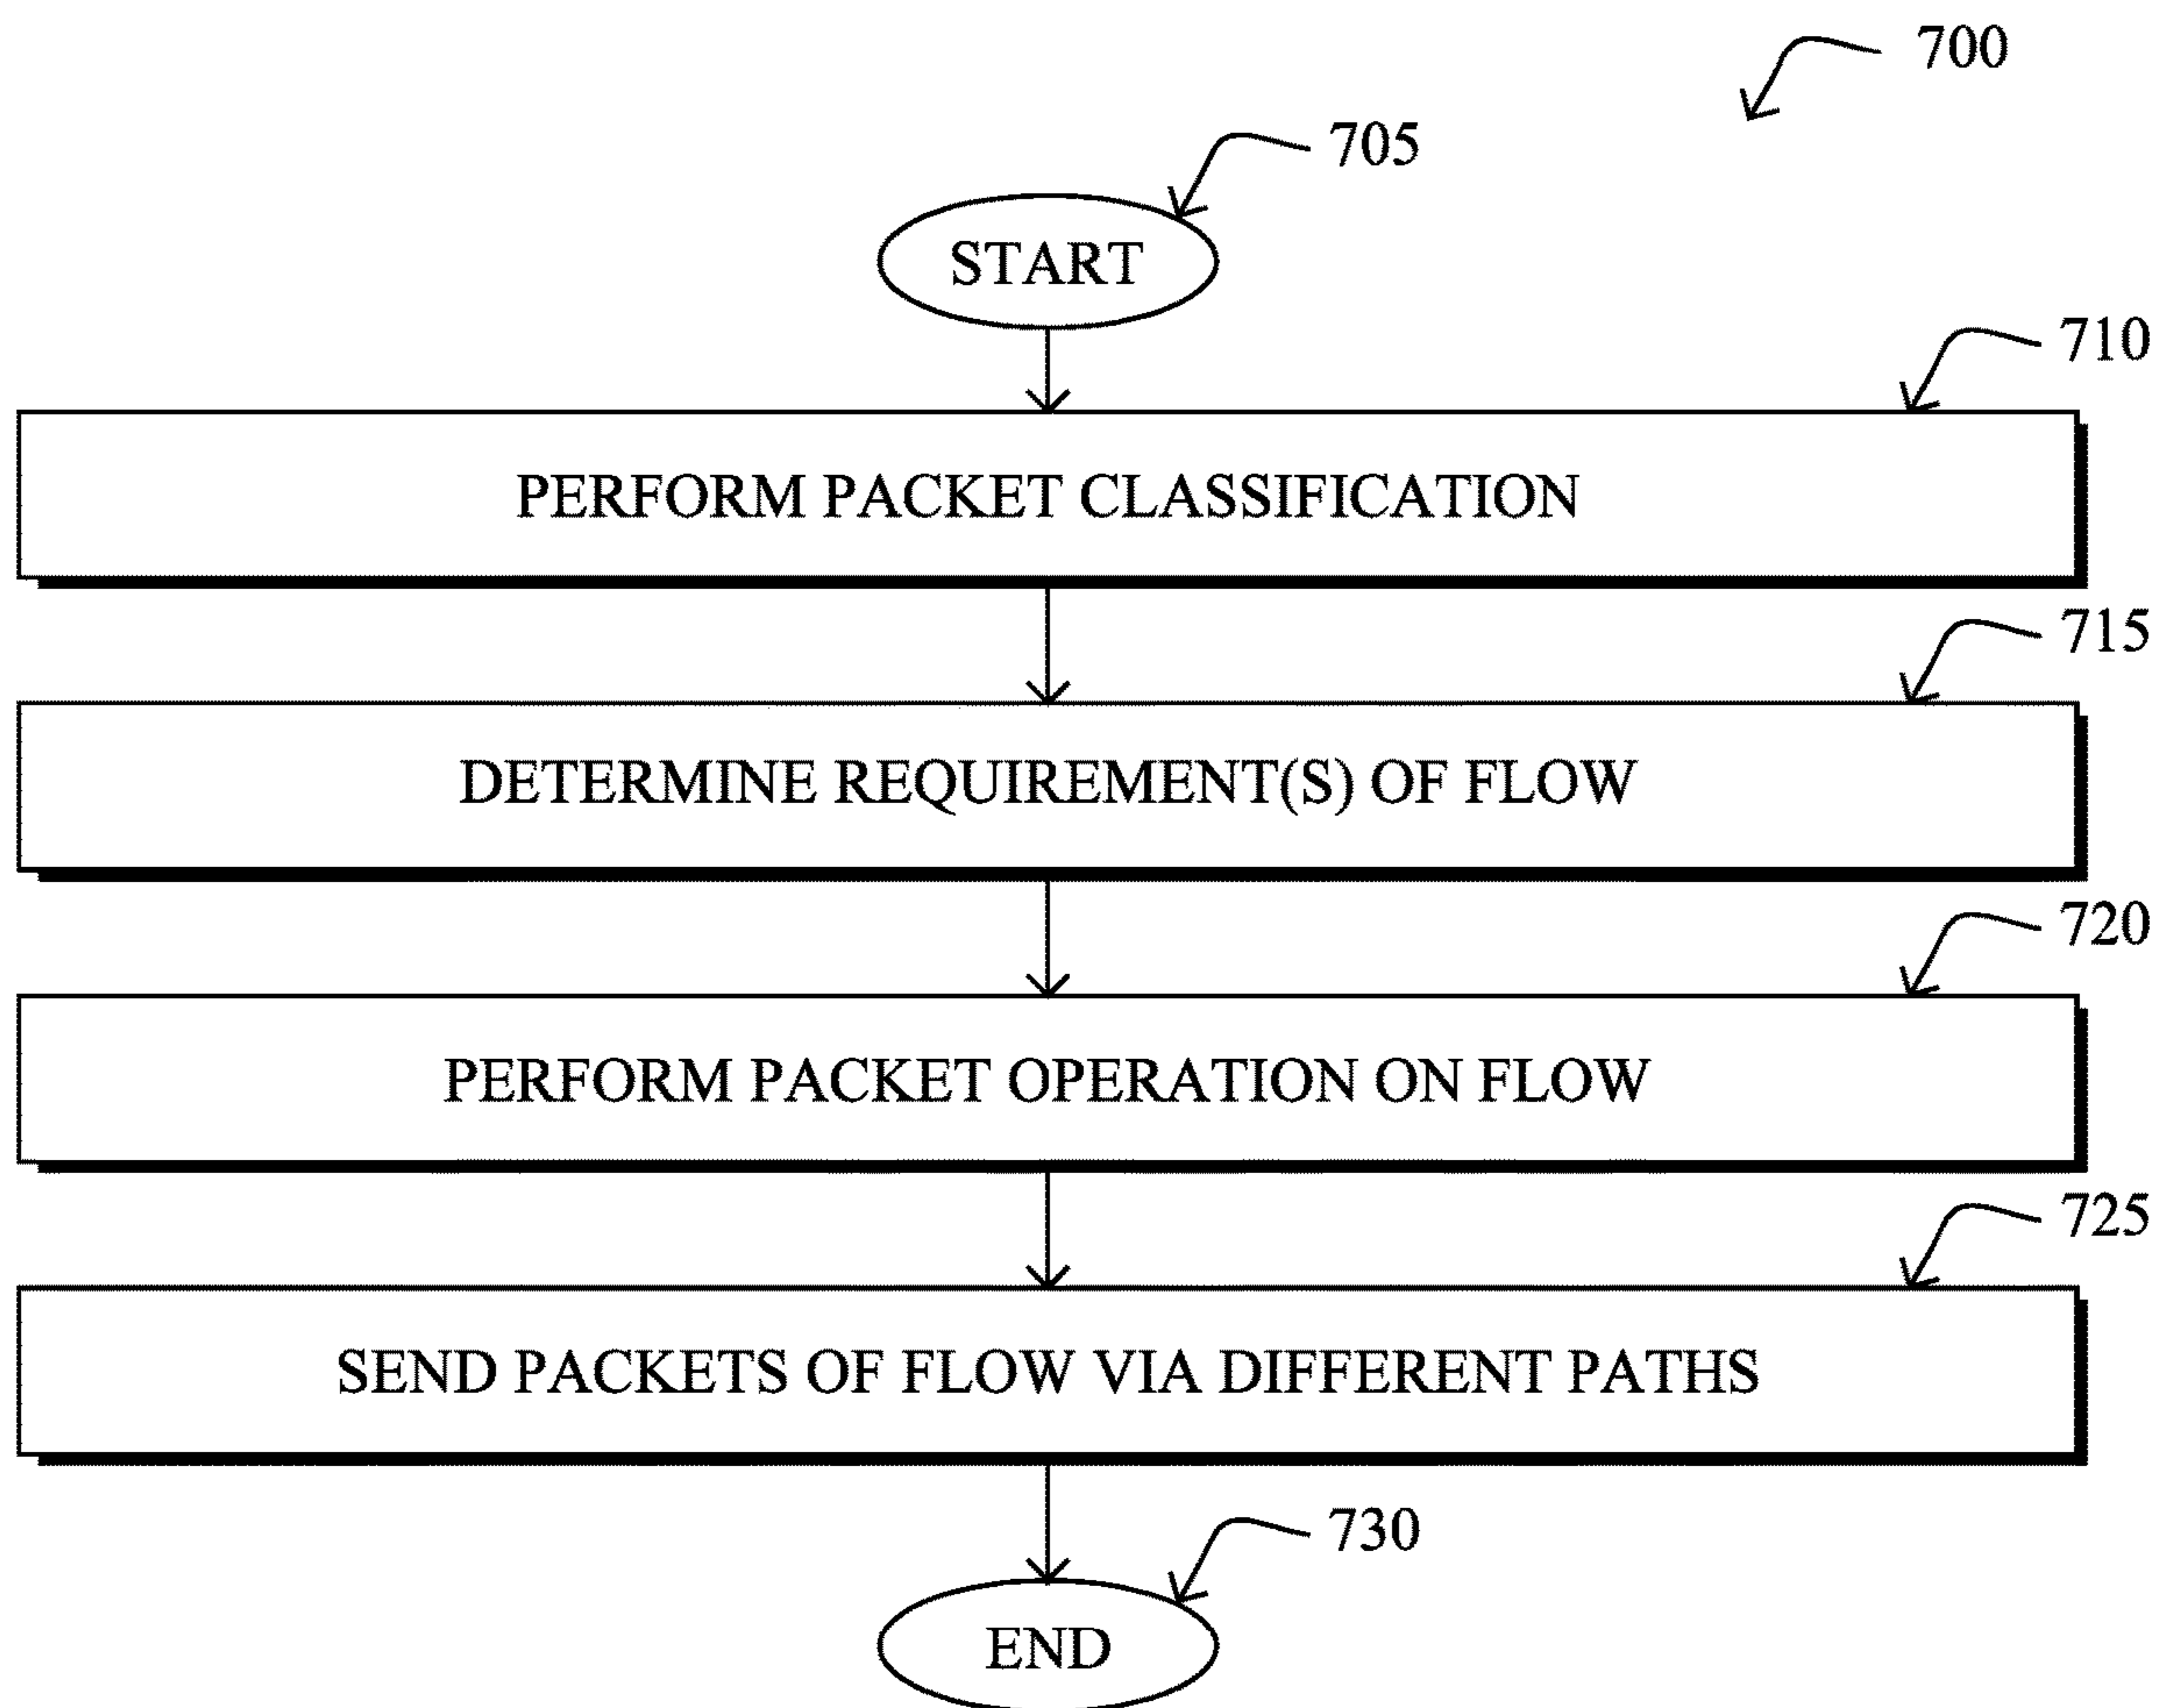 700
705
START
710
PERFORM PACKET CLASSIFICATION
715
DETERMINE REQUIREMENT(S) OF FLOW
720
PERFORM PACKET OPERATION ON FLOW
725
SEND PACKETS OF FLOW VIA DIFFERENT PATHS
730
END